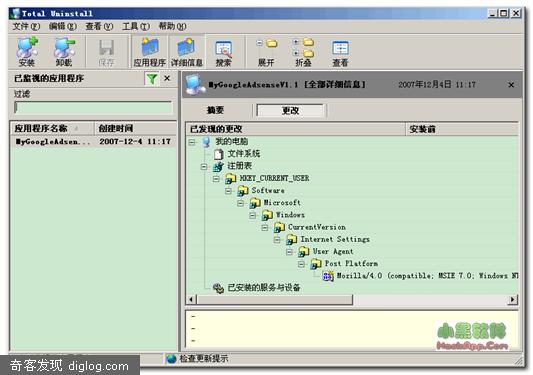 Total Uninstall
文件(F) 编辑(E) 查看(V) 工具(T) 帮助(H)
安装 卸载 保存 应用程序 详细信息 搜索 展开 折叠 查看
已监视的应用程序
过滤
应用程序名称 创建时间
MyGoogleAdsen... 2007-12-4 11:17
MyGoogleAdsenseV1.1 [全部详细信息] 2007年12月4日 11:17
摘要 更改
已发现的更改 安装前
我的电脑
文件系统
注册表
HKEY_CURRENT_USER
Software
Microsoft
Windows
CurrentVersion
Internet Settings
User Agent
Post Platform
Mozilla/4.0 (compatible; MSIE 7.0; Windows NT
已安装的服务与设备
-
-
-
小黑软件
奇客发现 diglog.com
检查更新提示